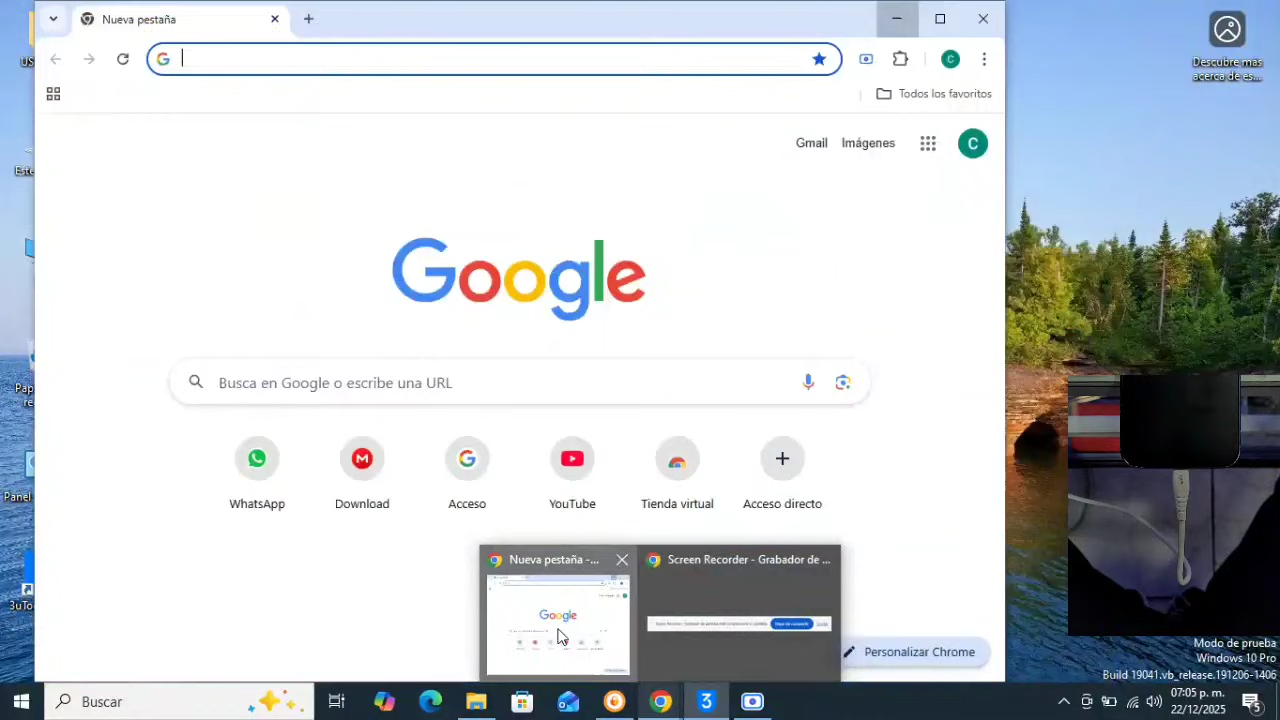 Nueva pestaña
Todos los favoritos
Gmail
Imágenes
Google
Busca en Google o escribe una URL
WhatsApp
Download
Acceso
YouTube
Tienda virtual
Acceso directo
Nueva pestaña -...
Screen Recorder - Grabador de ...
Google
Personalizar Chrome
Descubre más
acerca de es...
Modo de prueba
Windows 10 Pro
Build 19041.vb_release.191206-1406
Buscar
07:05 p. m.
22/12/2025